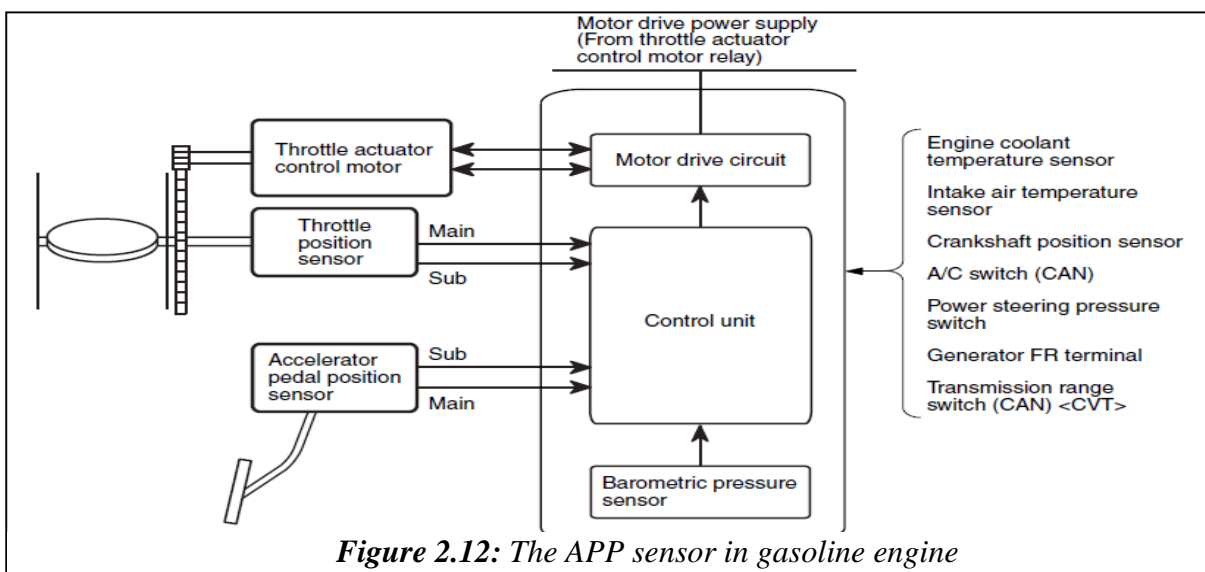 Motor drive power supply
(From throttle actuator
control motor relay)
Throttle actuator
control motor
Motor drive circuit
Throttle
position
sensor
Main
Sub
Control unit
Accelerator
pedal position
sensor
Sub
Main
Barometric pressure
sensor
Engine coolant
temperature sensor
Intake air temperature
sensor
Crankshaft position sensor
A/C switch (CAN)
Power steering pressure
switch
Generator FR terminal
Transmission range
switch (CAN) <CVT>
Figure 2.12: The APP sensor in gasoline engine